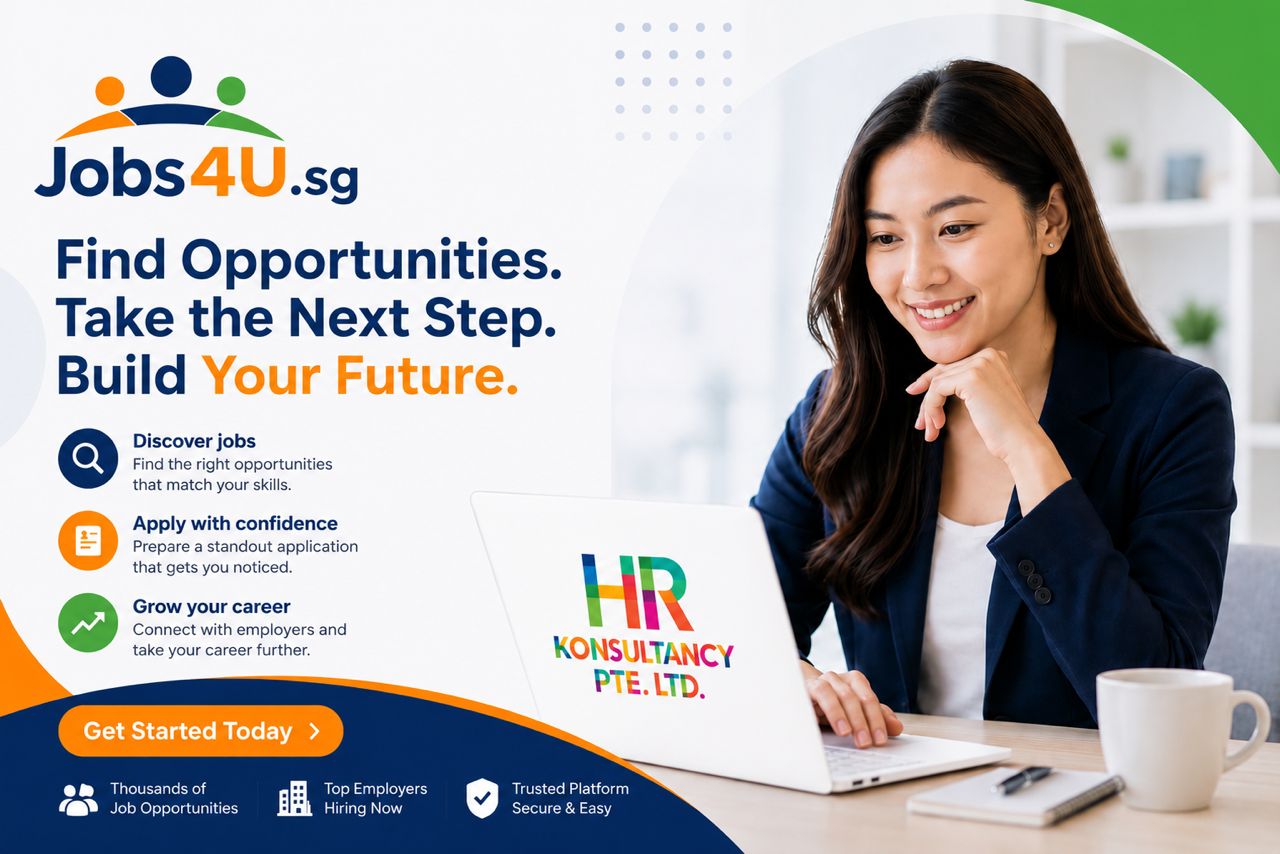 Jobs4U.sg
Find Opportunities.
Take the Next Step.
Build Your Future.
Discover jobs
Find the right opportunities
that match your skills.
Apply with confidence
Prepare a standout application
that gets you noticed.
Grow your career
Connect with employers and
take your career further.
HR
KONSULTANCY
PTE. LTD.
Get Started Today
Thousands of
Job Opportunities
Top Employers
Hiring Now
Trusted Platform
Secure & Easy